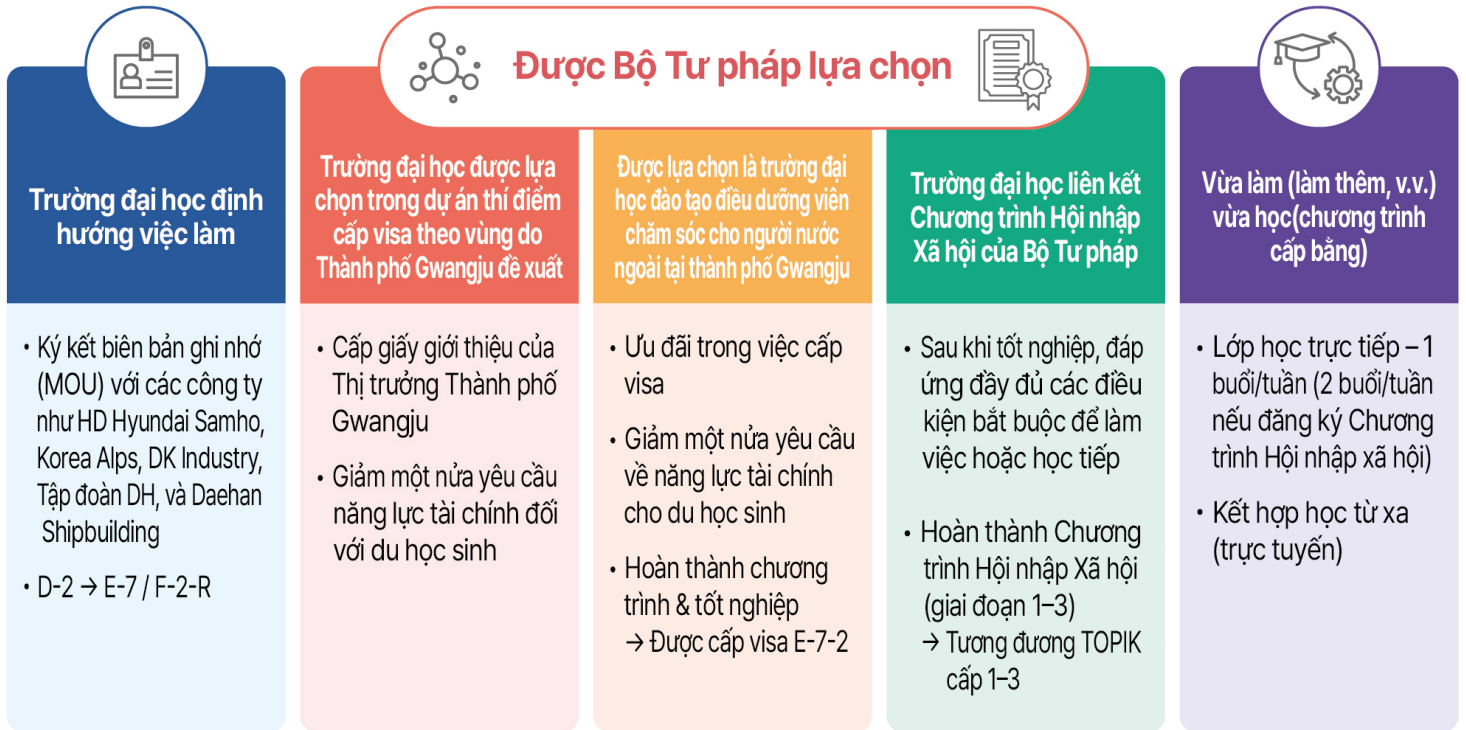 Được Bộ Tư pháp lựa chọn
Trường đại học định
hướng việc làm
• Ký kết biên bản ghi nhớ
(MOU) với các công ty
như HD Hyundai Samho,
Korea Alps, DK Industry,
Tập đoàn DH, và Daehan
Shipbuilding
• D-2 → E-7 / F-2-R
Trường đại học được lựa
chọn trong dự án thí điểm
cấp visa theo vùng do
Thành phố Gwangju đề xuất
• Cấp giấy giới thiệu của
Thị trưởng Thành phố
Gwangju
• Giảm một nửa yêu cầu
năng lực tài chính đối
với du học sinh
Được lựa chọn là trường đại
học đào tạo điều dưỡng viên
chăm sóc cho người nước
ngoài tại thành phố Gwangju
• Ưu đãi trong việc cấp
visa
• Giảm một nửa yêu cầu
về năng lực tài chính
cho du học sinh
• Hoàn thành chương
trình & tốt nghiệp
→ Được cấp visa E-7-2
Trường đại học liên kết
Chương trình Hội nhập
Xã hội của Bộ Tư pháp
• Sau khi tốt nghiệp, đáp
ứng đầy đủ các điều
kiện bắt buộc để làm
việc hoặc học tiếp
• Hoàn thành Chương
trình Hội nhập Xã hội
(giai đoạn 1–3)
→ Tương đương TOPIK
cấp 1–3
Vừa làm (làm thêm, v.v.)
vừa học(chương trình
cấp bằng)
• Lớp học trực tiếp – 1
buổi/tuần (2 buổi/tuần
nếu đăng ký Chương
trình Hội nhập xã hội)
• Kết hợp học từ xa
(trực tuyến)